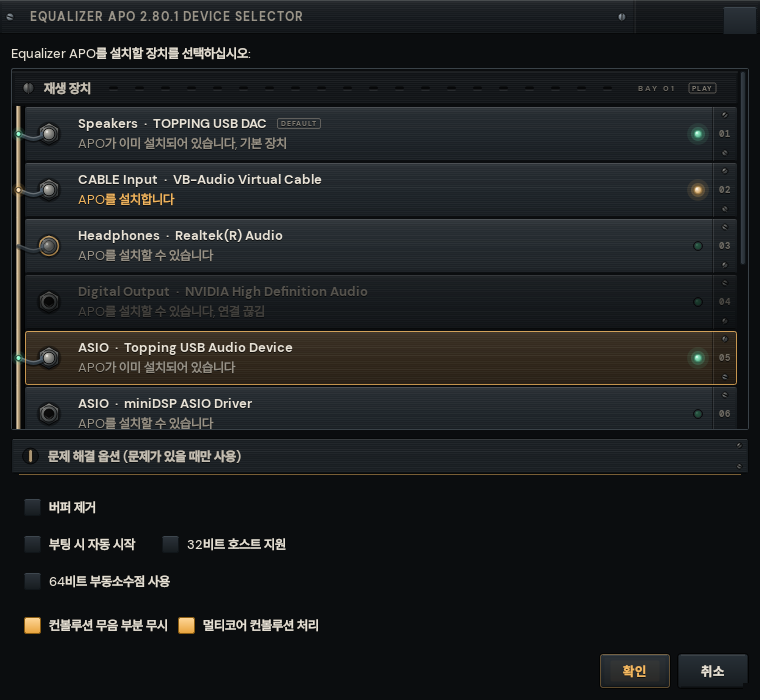 EQUALIZER APO 2.80.1 DEVICE SELECTOR
Equalizer APO를 설치할 장치를 선택하십시오:
재생 장치 BAY 01 PLAY
Speakers · TOPPING USB DAC DEFAULT
APO가 이미 설치되어 있습니다, 기본 장치
01
CABLE Input · VB-Audio Virtual Cable
APO를 설치합니다
02
Headphones · Realtek(R) Audio
APO를 설치할 수 있습니다
03
Digital Output · NVIDIA High Definition Audio
APO를 설치할 수 있습니다, 연결 끊김
04
ASIO · Topping USB Audio Device
APO가 이미 설치되어 있습니다
05
ASIO · miniDSP ASIO Driver
APO를 설치할 수 있습니다
06
문제 해결 옵션 (문제가 있을 때만 사용)
버퍼 제거
부팅 시 자동 시작 32비트 호스트 지원
64비트 부동소수점 사용
컨볼루션 무음 부분 무시 멀티코어 컨볼루션 처리
확인 취소